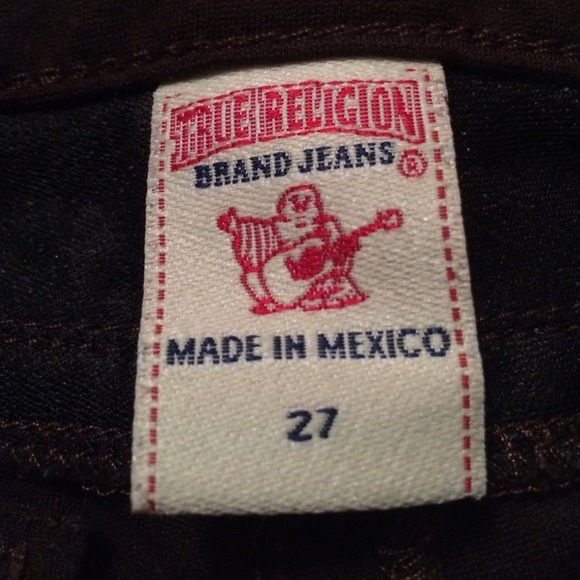 TRUE RELIGION
BRAND JEANS®
MADE IN MEXICO
27